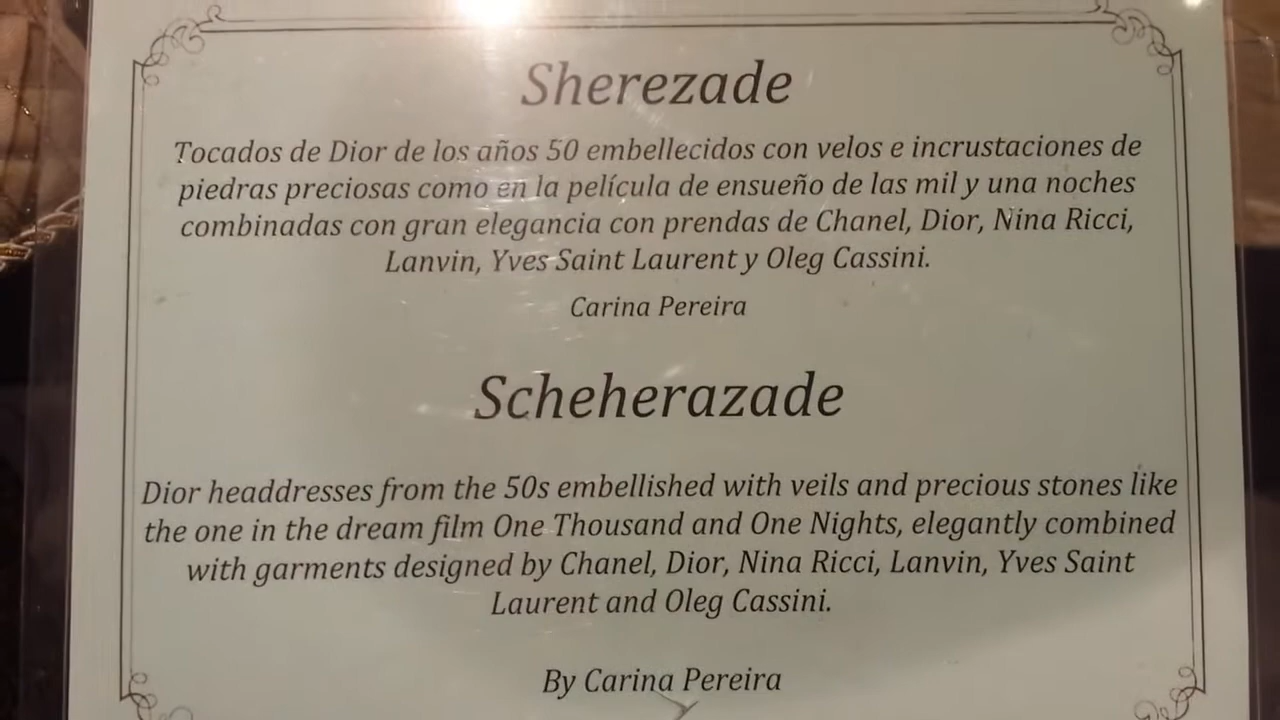 Sherezade
Tocados de Dior de los años 50 embellecidos con velos e incrustaciones de
piedras preciosas como en la película de ensueño de las mil y una noches
combinadas con gran elegancia con prendas de Chanel, Dior, Nina Ricci,
Lanvin, Yves Saint Laurent y Oleg Cassini.
Carina Pereira
Scheherazade
Dior headdresses from the 50s embellished with veils and precious stones like
the one in the dream film One Thousand and One Nights, elegantly combined
with garments designed by Chanel, Dior, Nina Ricci, Lanvin, Yves Saint
Laurent and Oleg Cassini.
By Carina Pereira